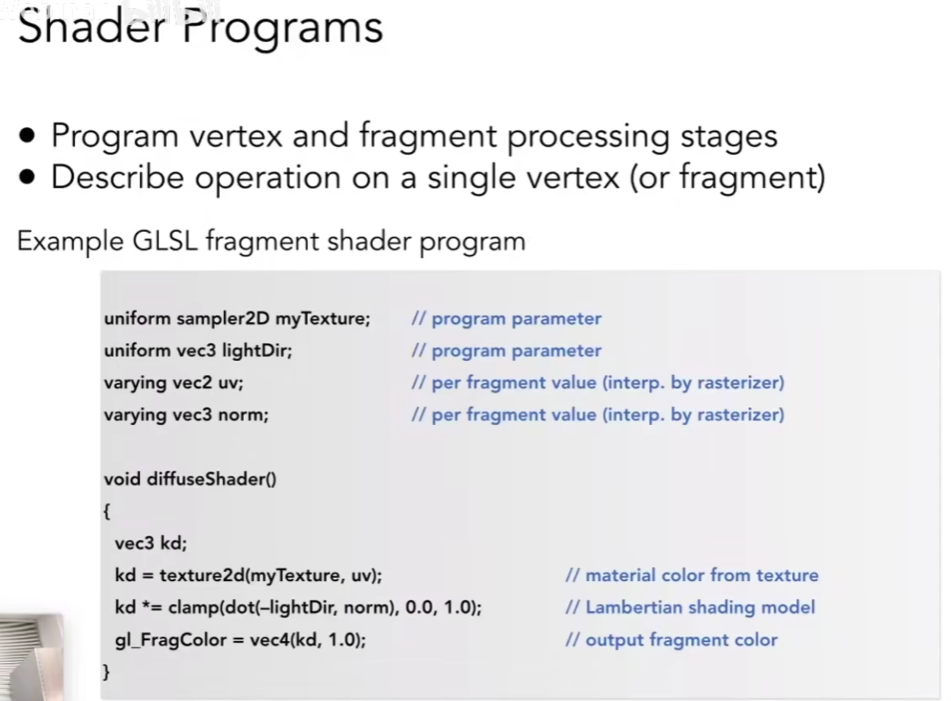 Shader Programs
● Program vertex and fragment processing stages
● Describe operation on a single vertex (or fragment)
Example GLSL fragment shader program
uniform sampler2D myTexture; // program parameter
uniform vec3 lightDir; // program parameter
varying vec2 uv; // per fragment value (interp. by rasterizer)
varying vec3 norm; // per fragment value (interp. by rasterizer)
void diffuseShader()
{
vec3 kd;
kd = texture2d(myTexture, uv); // material color from texture
kd *= clamp(dot(–lightDir, norm), 0.0, 1.0); // Lambertian shading model
gl_FragColor = vec4(kd, 1.0); // output fragment color
}